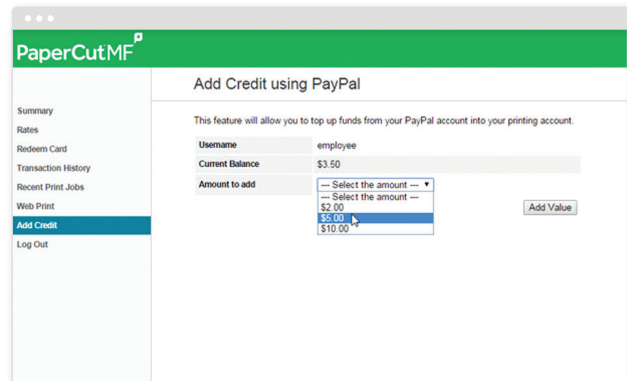 PaperCutMF
Add Credit using PayPal
Summary
Rates
Redeem Card
Transaction History
Recent Print Jobs
Web Print
Add Credit
Log Out
This feature will allow you to top up funds from your PayPal account into your printing account.
Username employee
Current Balance $3.50
Amount to add --- Select the amount ---
--- Select the amount ---
$2.00
$5.00
$10.00
Add Value